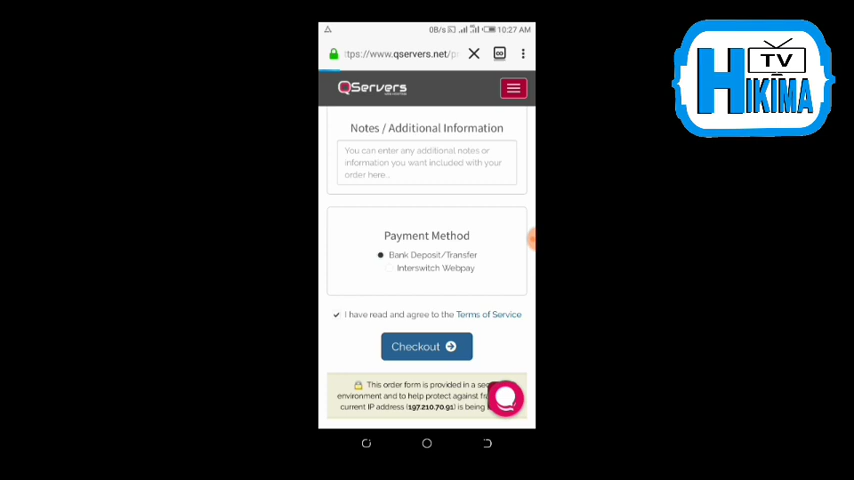 0B/s
10:27 AM
ttps://www.qservers.net/p
QServers
TV
HIKIMA
Notes / Additional Information
You can enter any additional notes or
information you want included with your
order here...
Payment Method
Bank Deposit/Transfer
Interswitch Webpay
I have read and agree to the Terms of Service
Checkout
This order form is provided in a sec
environment and to help protect against fr
current IP address (197.210.70.91) is being